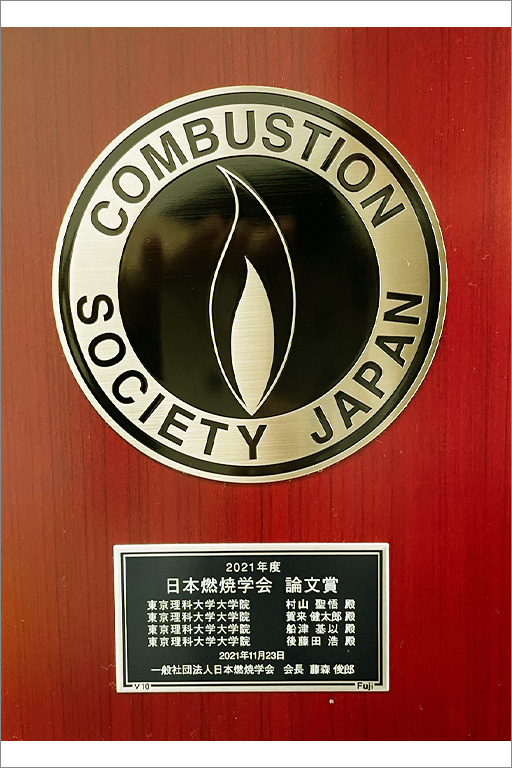 COMBUSTION
SOCIETY JAPAN
2021年度
日本燃焼学会 論文賞
東京理科大学大学院 村山 聖悟 殿
東京理科大学大学院 賀来 健太郎 殿
東京理科大学大学院 船津 基以 殿
東京理科大学大学院 後藤田 浩 殿
2021年11月23日
一般社団法人日本燃焼学会 会長 藤森 俊郎
V10 Fuji